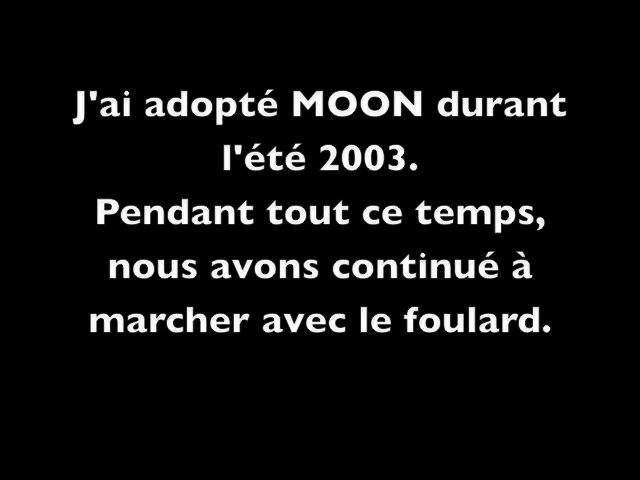 J'ai adopté MOON durant
l'été 2003.
Pendant tout ce temps,
nous avons continué à
marcher avec le foulard.